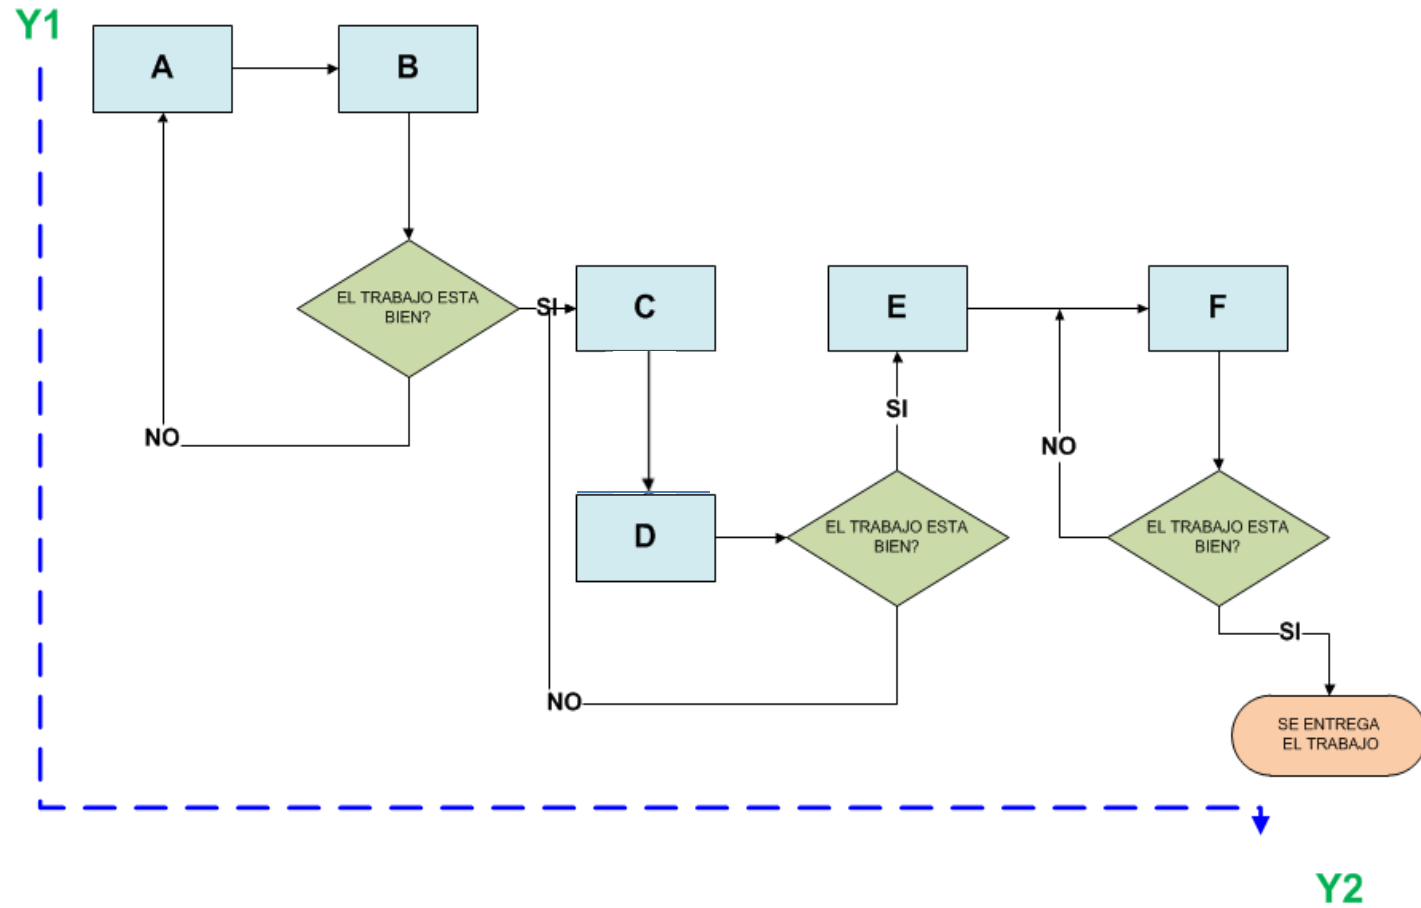 Y1
A
B
EL TRABAJO ESTA
BIEN?
SI
C
E
F
NO
SI
NO
D
EL TRABAJO ESTA
BIEN?
EL TRABAJO ESTA
BIEN?
NO
SI
SE ENTREGA
EL TRABAJO
Y2